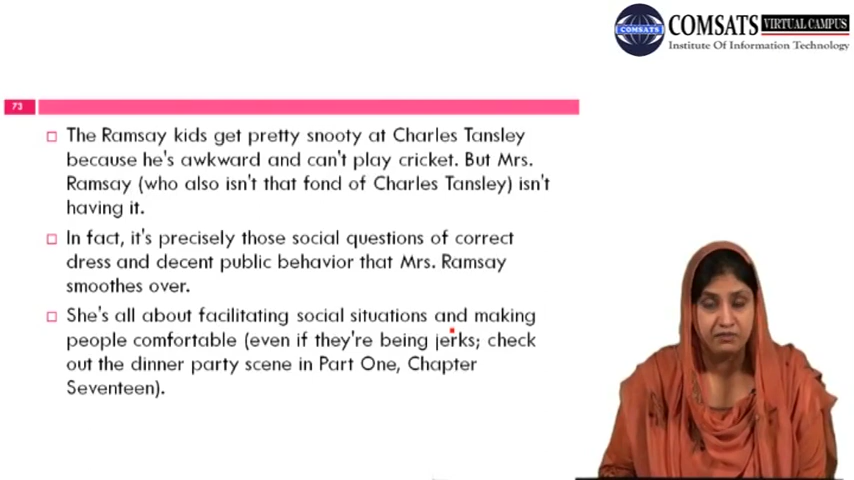 COMSATS
COMSATS VIRTUAL CAMPUS
Institute Of Information Technology
73
The Ramsay kids get pretty snooty at Charles Tansley
because he's awkward and can't play cricket. But Mrs.
Ramsay (who also isn't that fond of Charles Tansley) isn't
having it.
In fact, it's precisely those social questions of correct
dress and decent public behavior that Mrs. Ramsay
smoothes over.
She's all about facilitating social situations and making
people comfortable (even if they're being jerks; check
out the dinner party scene in Part One, Chapter
Seventeen).